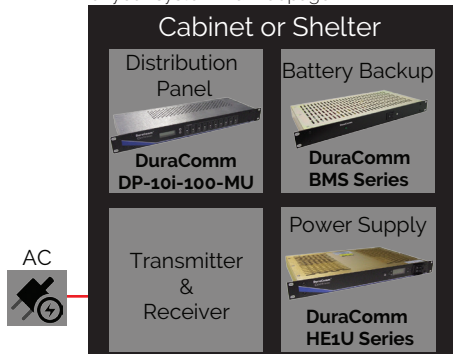 Cabinet or Shelter
Distribution
Panel
DuraComm
DP-10i-100-MU
Battery Backup
DuraComm
BMS Series
AC
Transmitter
&
Receiver
Power Supply
DuraComm
HE1U Series